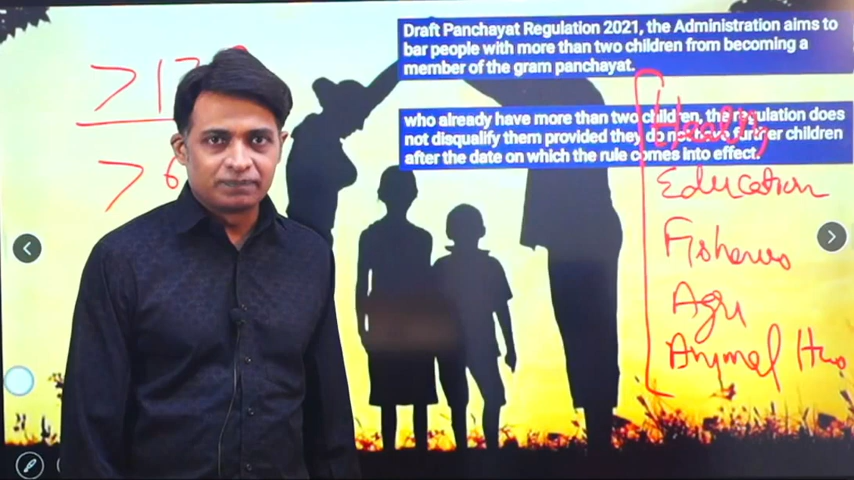 Draft Panchayat Regulation 2021, the Administration aims to
bar people with more than two children from becoming a
member of the gram panchayat.
who already have more than two children, the regulation does
not disqualify them provided they do not have further children
after the date on which the rule comes into effect.
>
> 6
Health
Education
Agri
Animal